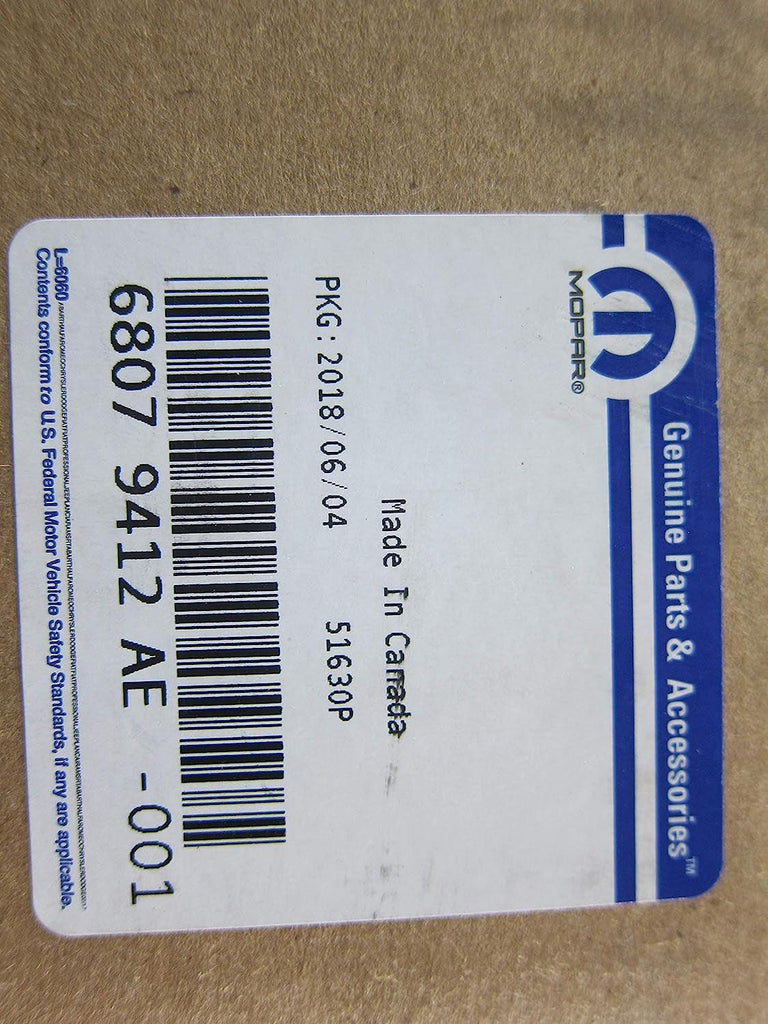 Genuine Parts & Accessories™
MOPAR®
Made In Canada
PKG:2018/06/04 51630P
6807 9412 AE -001
L=6060
Contents conform to U.S. Federal Motor Vehicle Safety Standards, if any are applicable.